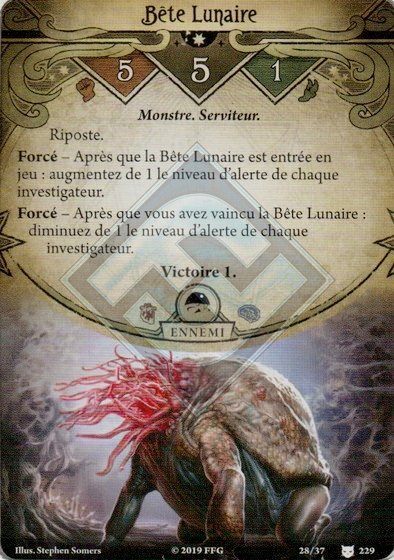 Bête Lunaire
5 5 1
Monstre. Serviteur.
Riposte.
Forcé – Après que la Bête Lunaire est entrée en
jeu : augmentez de 1 le niveau d'alerte de chaque
investigateur.
Forcé – Après que vous avez vaincu la Bête Lunaire :
diminuez de 1 le niveau d'alerte de chaque
investigateur.
Victoire 1.
ENNEMI
Illus. Stephen Somers © 2019 FFG 28/37 229